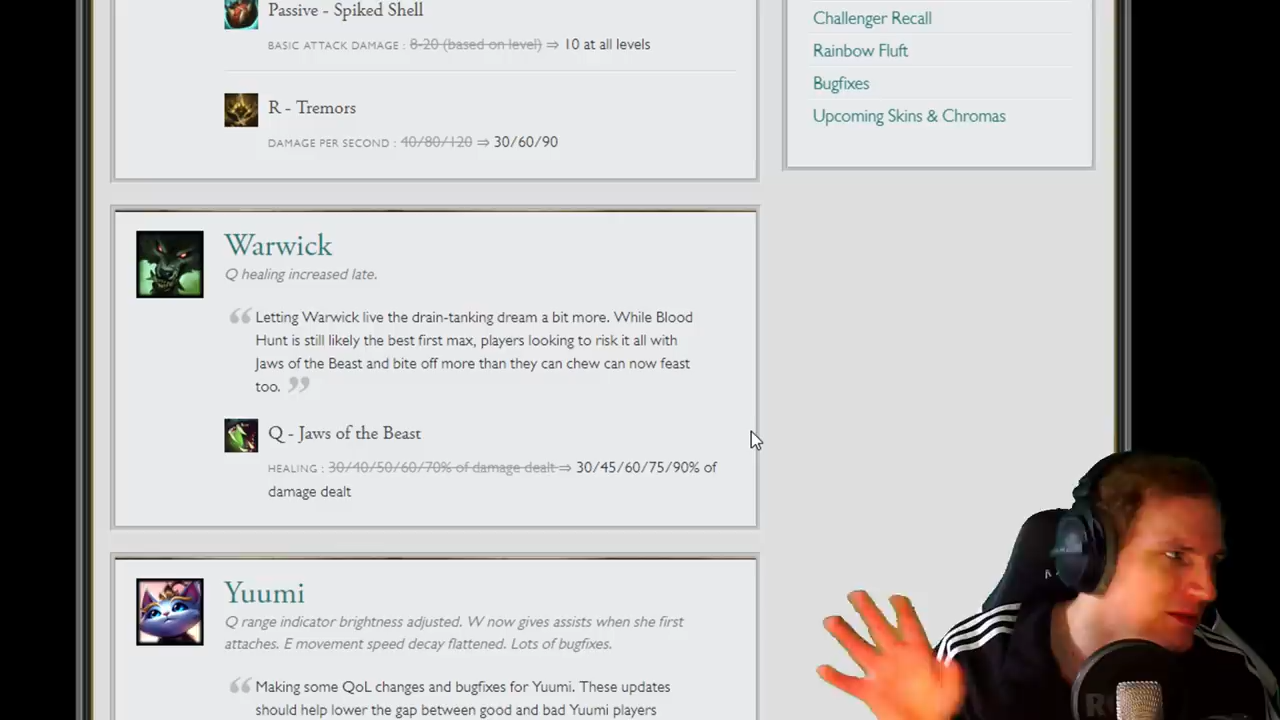 Passive - Spiked Shell
BASIC ATTACK DAMAGE : 8-20 (based on level) ⇒ 10 at all levels
R - Tremors
DAMAGE PER SECOND : 40/80/120 ⇒ 30/60/90
Warwick
Q healing increased late.
“ Letting Warwick live the drain-tanking dream a bit more. While Blood
Hunt is still likely the best first max, players looking to risk it all with
Jaws of the Beast and bite off more than they can chew can now feast
too. ”
Q - Jaws of the Beast
HEALING : 30/40/50/60/70% of damage dealt ⇒ 30/45/60/75/90% of
damage dealt
Yuumi
Q range indicator brightness adjusted. W now gives assists when she first
attaches. E movement speed decay flattened. Lots of bugfixes.
“ Making some QoL changes and bugfixes for Yuumi. These updates
should help lower the gap between good and bad Yuumi players
Challenger Recall
Rainbow Fluft
Bugfixes
Upcoming Skins & Chromas